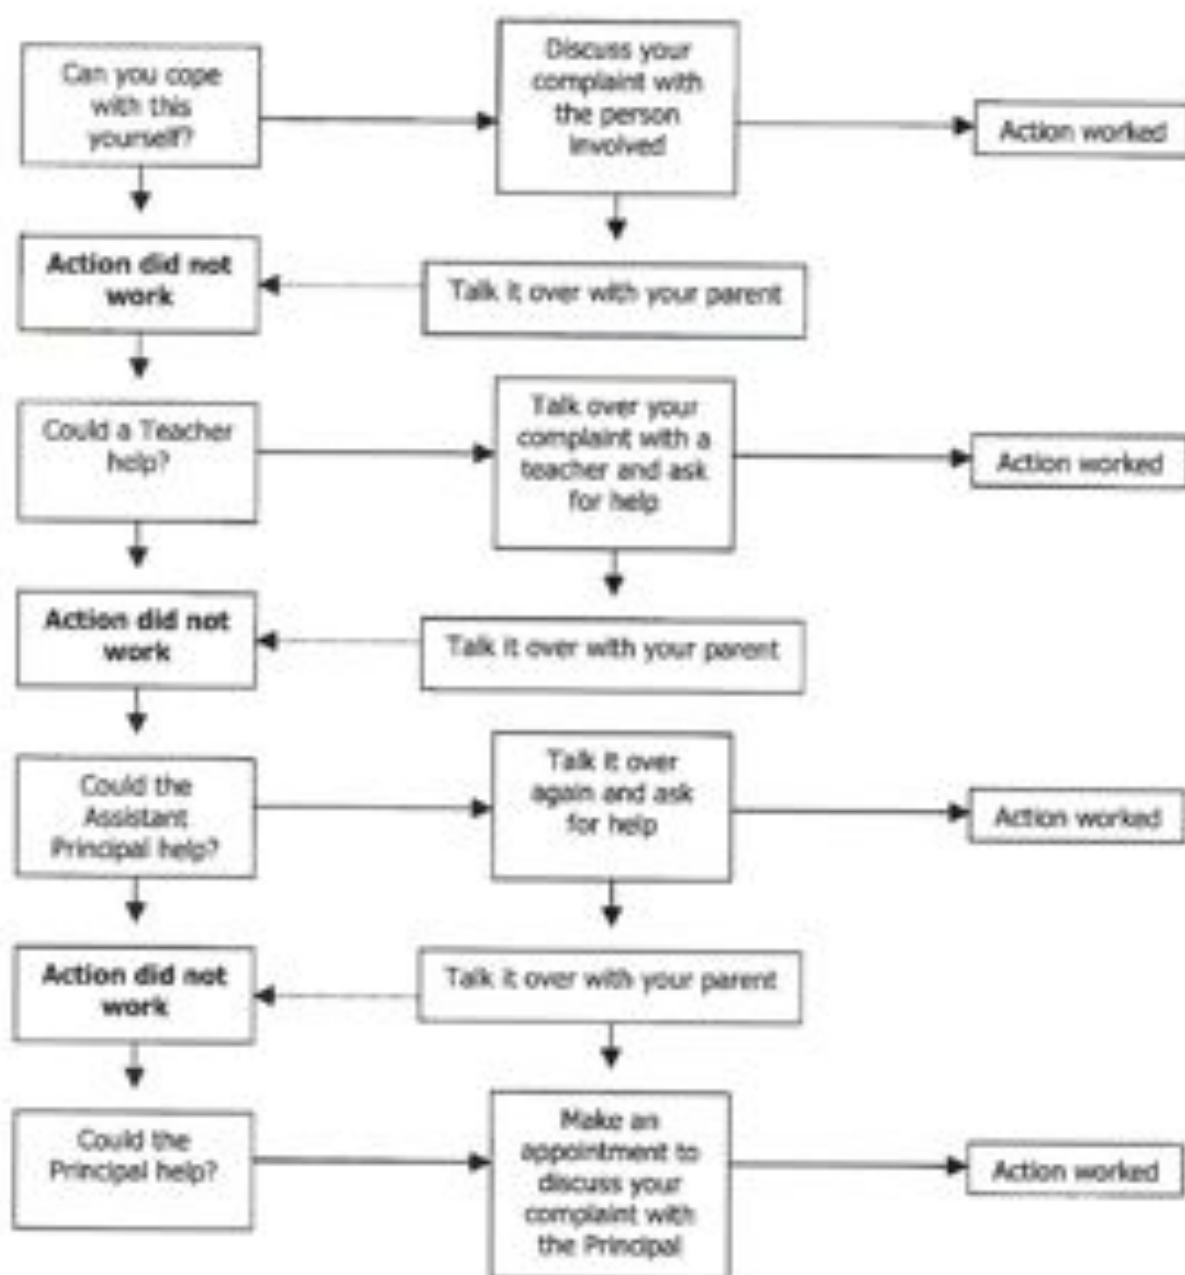 Can you cope
with this
yourself?
Discuss your
complaint with
the person
involved
Action worked
Action did not
work
Talk it over with your parent
Could a Teacher
help?
Talk over your
complaint with a
teacher and ask
for help
Action worked
Action did not
work
Talk it over with your parent
Could the
Assistant
Principal help?
Talk it over
again and ask
for help
Action worked
Action did not
work
Talk it over with your parent
Could the
Principal help?
Make an
appointment to
discuss your
complaint with
the Principal
Action worked